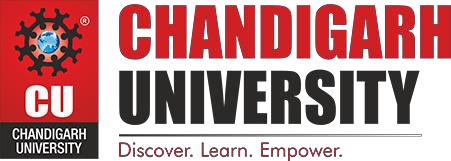 ®
CU
CHANDIGARH
UNIVERSITY
CHANDIGARH
UNIVERSITY
Discover. Learn. Empower.